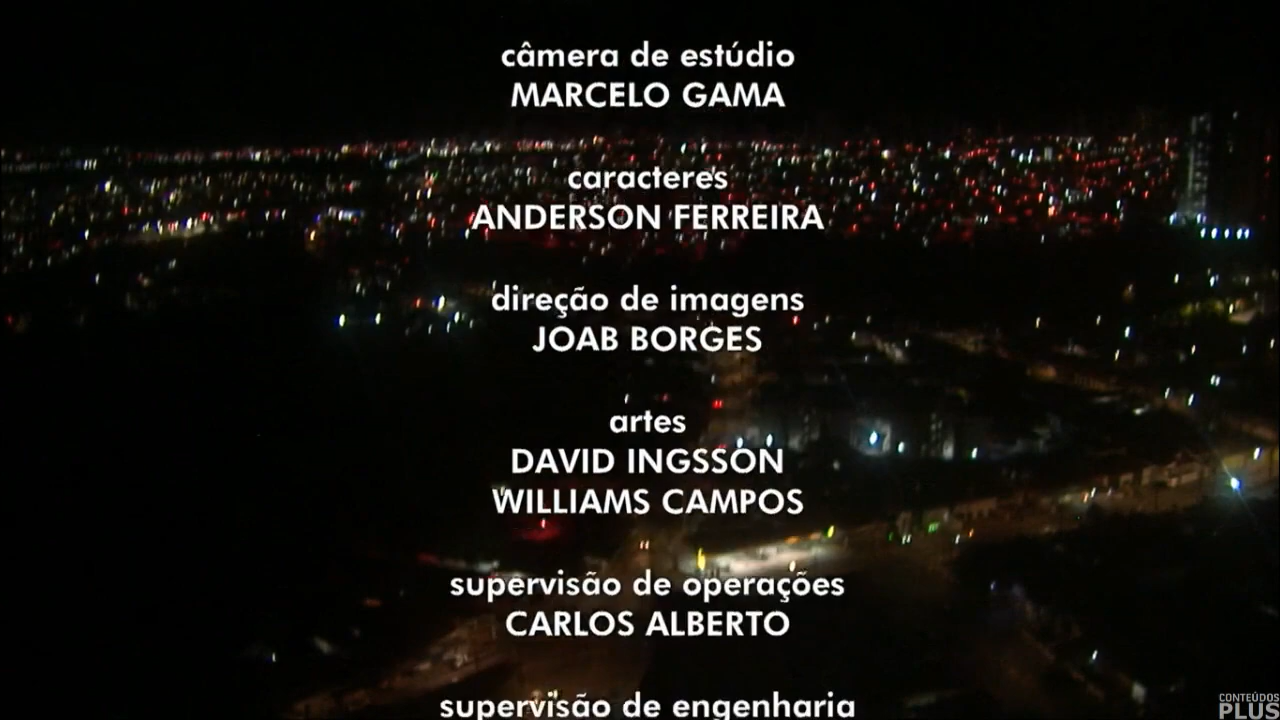 câmera de estúdio
MARCELO GAMA
caracteres
ANDERSON FERREIRA
direção de imagens
JOAB BORGES
artes
DAVID INGSSON
WILLIAMS CAMPOS
supervisão de operações
CARLOS ALBERTO
supervisão de engenharia
CONTEÚDOS
PLUS